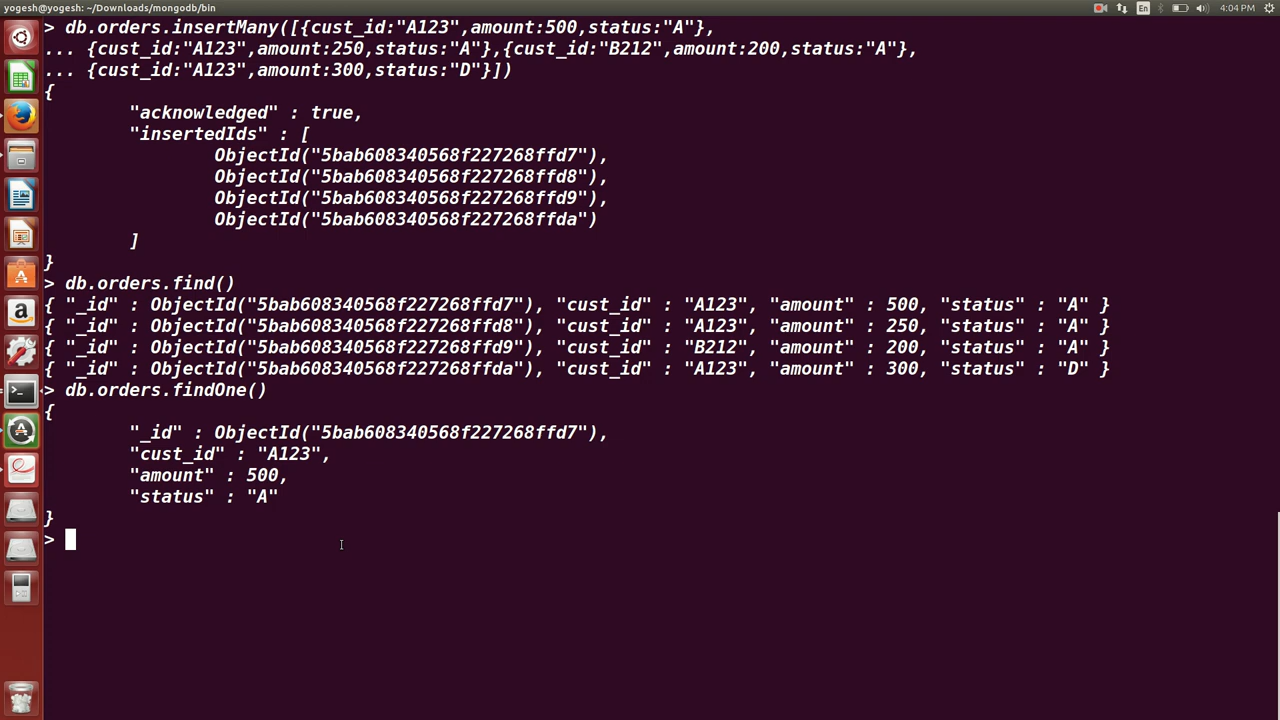 yogesh@yogesh: ~/Downloads/mongodb/bin
En
4:04 PM
> db.orders.insertMany([{cust_id:"A123",amount:500,status:"A"},
... {cust_id:"A123",amount:250,status:"A"},{cust_id:"B212",amount:200,status:"A"},
... {cust_id:"A123",amount:300,status:"D"}])
{
"acknowledged" : true,
"insertedIds" : [
ObjectId("5bab608340568f227268ffd7"),
ObjectId("5bab608340568f227268ffd8"),
ObjectId("5bab608340568f227268ffd9"),
ObjectId("5bab608340568f227268ffda")
]
}
> db.orders.find()
{ "_id" : ObjectId("5bab608340568f227268ffd7"), "cust_id" : "A123", "amount" : 500, "status" : "A" }
{ "_id" : ObjectId("5bab608340568f227268ffd8"), "cust_id" : "A123", "amount" : 250, "status" : "A" }
{ "_id" : ObjectId("5bab608340568f227268ffd9"), "cust_id" : "B212", "amount" : 200, "status" : "A" }
{ "_id" : ObjectId("5bab608340568f227268ffda"), "cust_id" : "A123", "amount" : 300, "status" : "D" }
> db.orders.findOne()
{
"_id" : ObjectId("5bab608340568f227268ffd7"),
"cust_id" : "A123",
"amount" : 500,
"status" : "A"
}
>